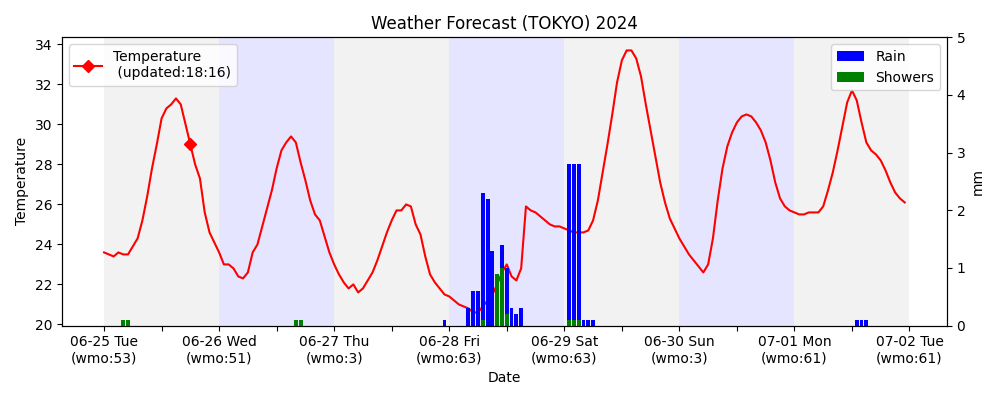 Weather Forecast (TOKYO) 2024
Temperature
(updated:18:16)
Rain
Showers
34
32
30
28
26
24
22
20
Temperature
5
4
3
2
1
0
mm
06-25 Tue
(wmo:53)
06-26 Wed
(wmo:51)
06-27 Thu
(wmo:3)
06-28 Fri
(wmo:63)
06-29 Sat
(wmo:63)
06-30 Sun
(wmo:3)
07-01 Mon
(wmo:61)
07-02 Tue
(wmo:61)
Date